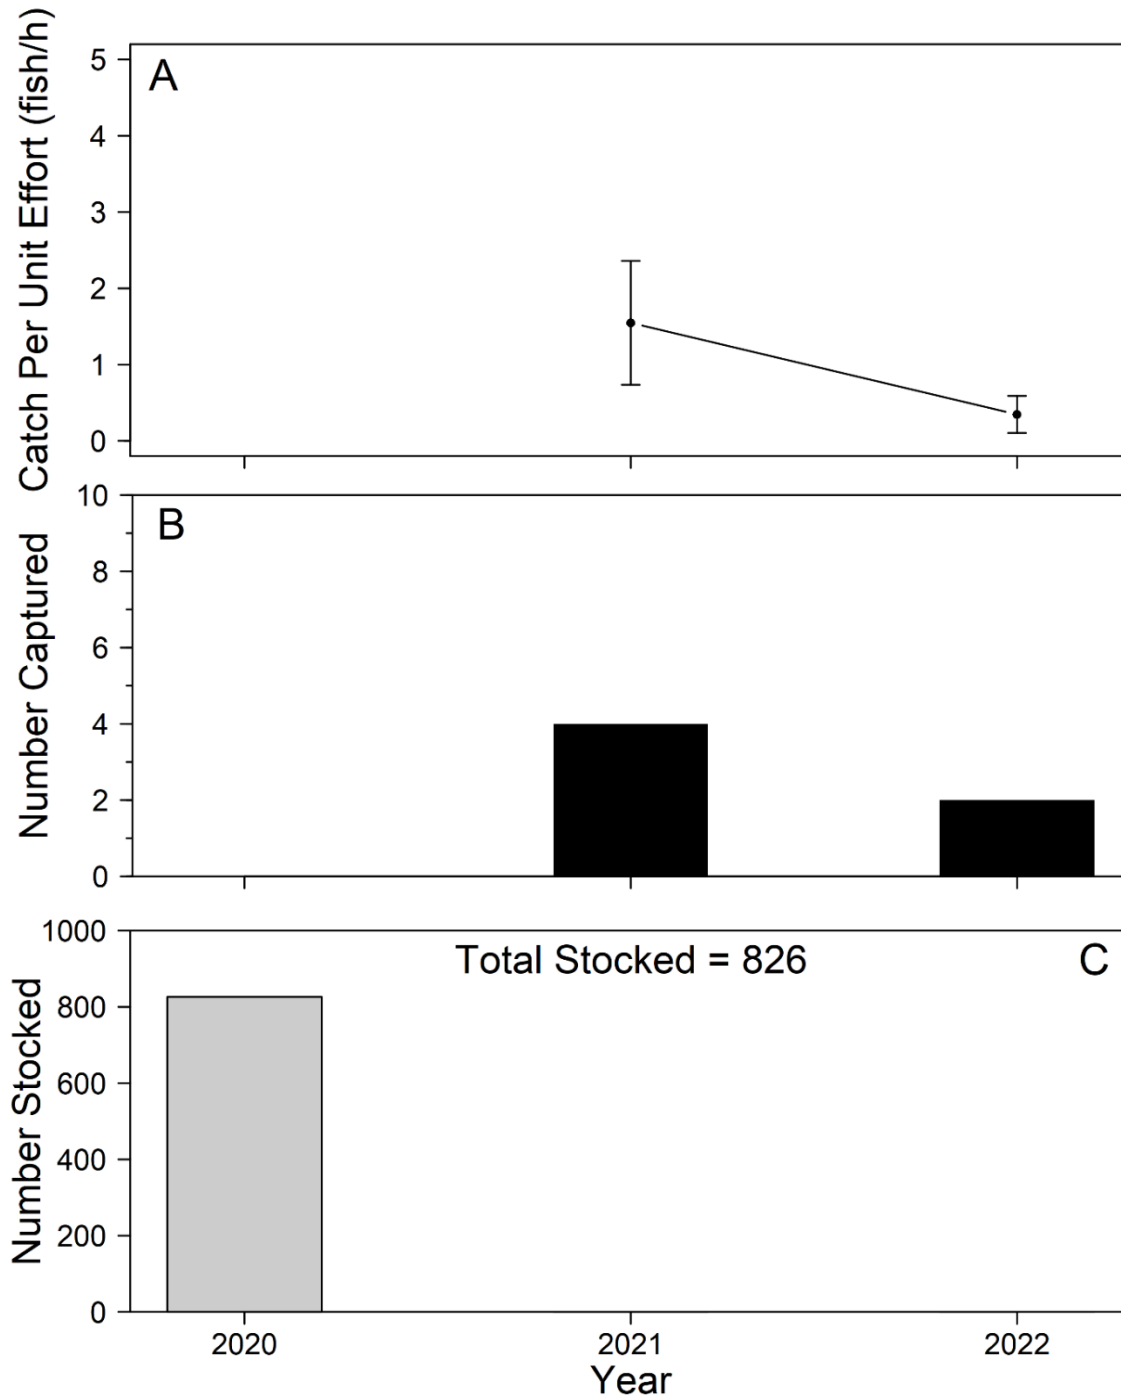 Catch Per Unit Effort (fish/h)
5
4
3
2
1
0
A
Number Captured
10
8
6
4
2
0
B
Number Stocked
1000
800
600
400
200
0
Total Stocked = 826
C
2020 2021 2022
Year